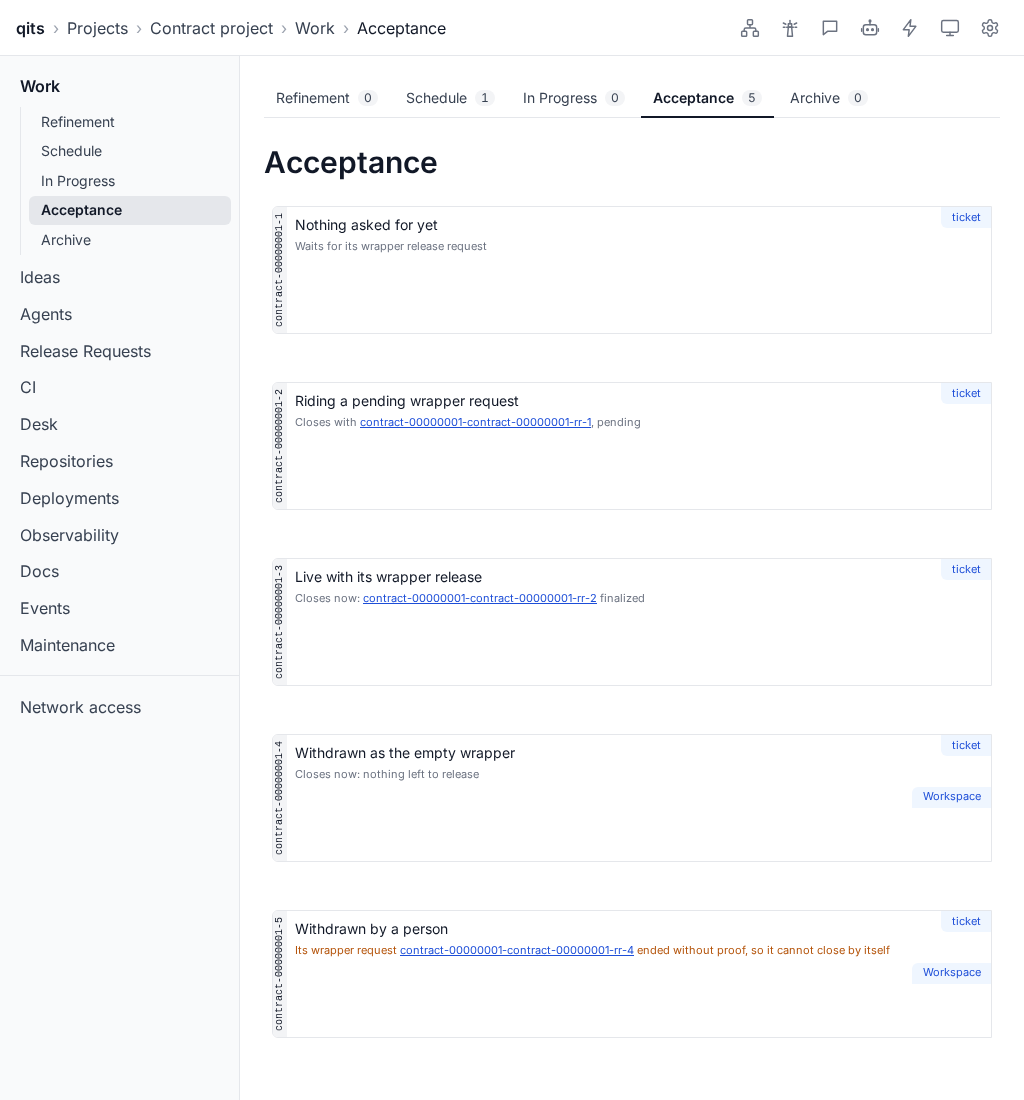 qits › Projects › Contract project › Work › Acceptance
Work
Refinement
Schedule
In Progress
Acceptance
Archive
Ideas
Agents
Release Requests
CI
Desk
Repositories
Deployments
Observability
Docs
Events
Maintenance
Network access
Refinement 0 Schedule 1 In Progress 0 Acceptance 5 Archive 0
Acceptance
contract-00000001-1
Nothing asked for yet
ticket
Waits for its wrapper release request
contract-00000001-2
Riding a pending wrapper request
ticket
Closes with contract-00000001-contract-00000001-rr-1, pending
contract-00000001-3
Live with its wrapper release
ticket
Closes now: contract-00000001-contract-00000001-rr-2 finalized
contract-00000001-4
Withdrawn as the empty wrapper
ticket
Closes now: nothing left to release
Workspace
contract-00000001-5
Withdrawn by a person
ticket
Its wrapper request contract-00000001-contract-00000001-rr-4 ended without proof, so it cannot close by itself
Workspace